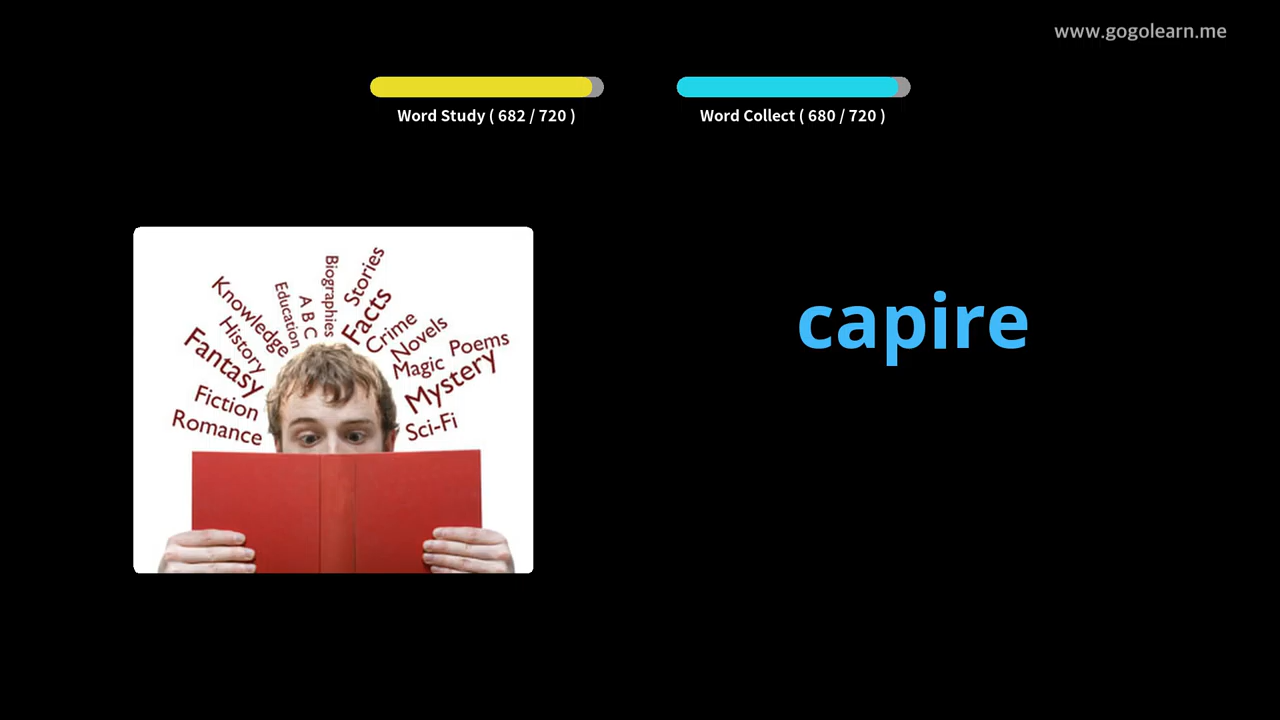 www.gogolearn.me
Word Study ( 682 / 720 )
Word Collect ( 680 / 720 )
capire
Biographies
Stories
Education
A B C
Facts
Knowledge
Crime
History
Novels
Fantasy
Magic
Poems
Mystery
Fiction
Romance
Sci-Fi